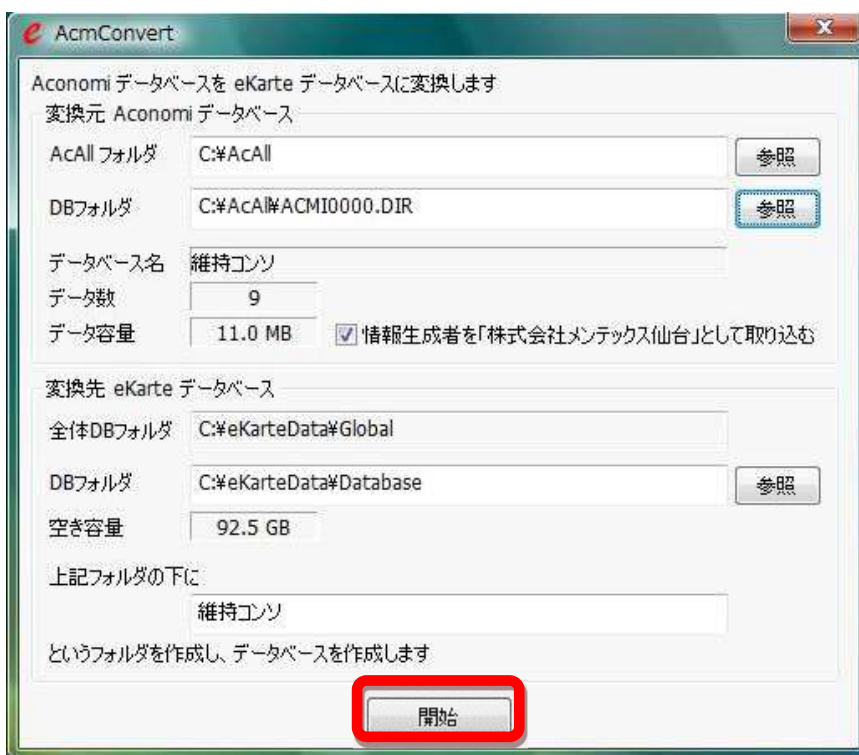 e AcmConvert
Aconomi データベースを eKarte データベースに変換します
変換元 Aconomi データベース
AcAll フォルダ C:¥AcAll 参照
DBフォルダ C:¥AcAll¥ACMI0000.DIR 参照
データベース名 維持コンソ
データ数 9
データ容量 11.0 MB 情報生成者を「株式会社メンテックス仙台」として取り込む
変換先 eKarte データベース
全体DBフォルダ C:¥eKarteData¥Global
DBフォルダ C:¥eKarteData¥Database 参照
空き容量 92.5 GB
上記フォルダの下に
維持コンソ
というフォルダを作成し、データベースを作成します
開始